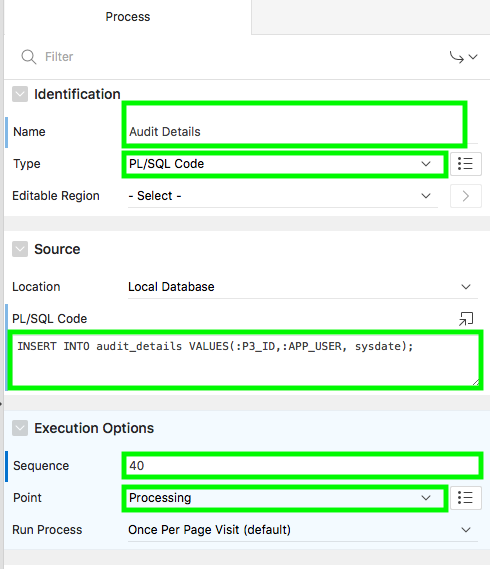 Process
Filter
Identification
Name Audit Details
Type PL/SQL Code
Editable Region - Select -
Source
Location Local Database
PL/SQL Code
INSERT INTO audit_details VALUES(:P3_ID,:APP_USER, sysdate);
Execution Options
Sequence 40
Point Processing
Run Process Once Per Page Visit (default)